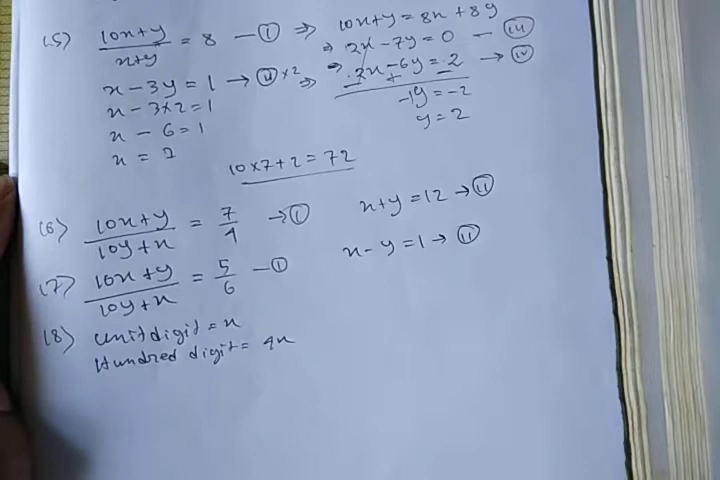 (5) (10x+y)/(x+y) = 8 — (i) ⇒ 10x+y = 8x+8y
⇒ 2x-7y=0 — (iii)
x-3y=1 → (ii) ×2 ⇒ 2x-6y=2 → (iv)
- + -
-1y=-2
y=2
x-3×2=1
x-6=1
x=7
10×7+2=72
(6) (10x+y)/(10y+x) = 7/4 → (i) x+y=12 → (ii)
(7) (10x+y)/(10y+x) = 5/6 — (i) x-y=1 → (ii)
(8) unit digit = x
Hundred digit = 4x